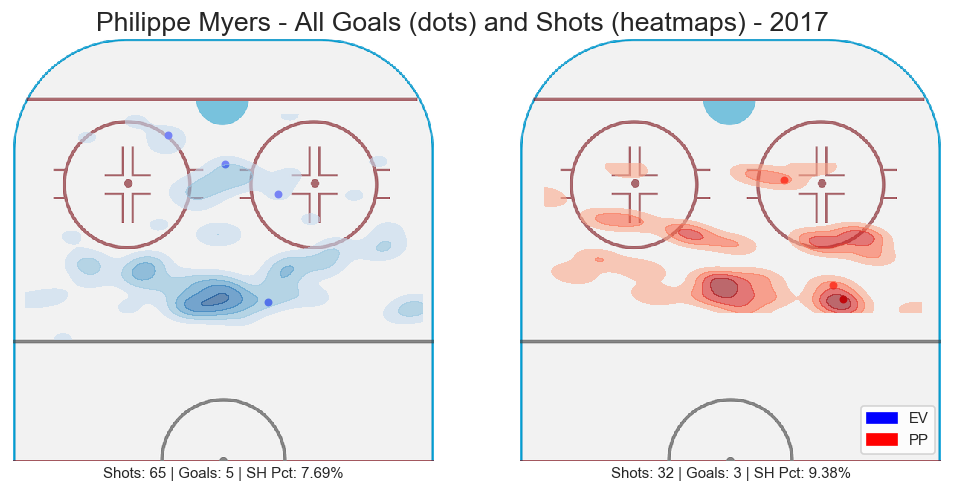 Philippe Myers - All Goals (dots) and Shots (heatmaps) - 2017
EV
PP
Shots: 65 | Goals: 5 | SH Pct: 7.69%
Shots: 32 | Goals: 3 | SH Pct: 9.38%